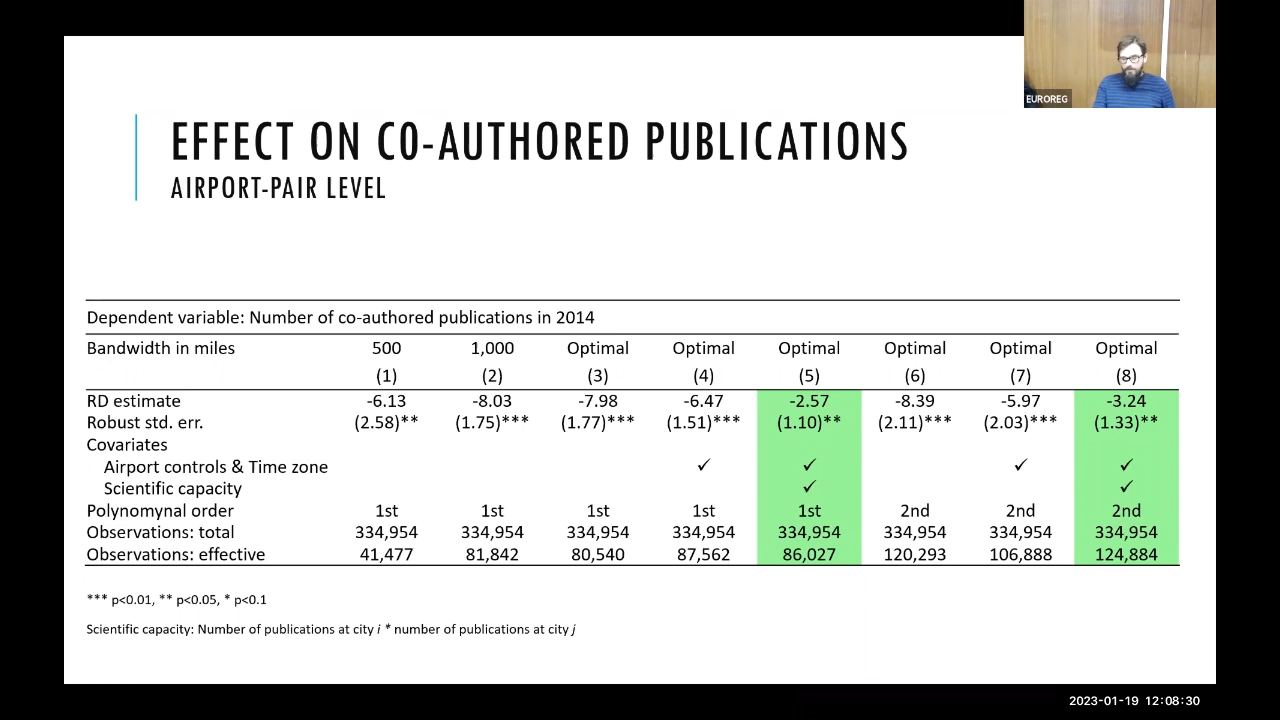 EUROREG
EFFECT ON C0-AUTHORED PUBLICATIONS
AIRPORT-PAIR LEVEL
Dependent variable: Number of co-authored publications in 2014
Bandwidth in miles 500 1,000 Optimal Optimal Optimal Optimal Optimal Optimal
(1) (2) (3) (4) (5) (6) (7) (8)
RD estimate -6.13 -8.03 -7.98 -6.47 -2.57 -8.39 -5.97 -3.24
Robust std. err. (2.58)** (1.75)*** (1.77)*** (1.51)*** (1.10)** (2.11)*** (2.03)*** (1.33)**
Covariates
Airport controls & Time zone ✓ ✓ ✓ ✓
Scientific capacity ✓ ✓
Polynomynal order 1st 1st 1st 1st 1st 2nd 2nd 2nd
Observations: total 334,954 334,954 334,954 334,954 334,954 334,954 334,954 334,954
Observations: effective 41,477 81,842 80,540 87,562 86,027 120,293 106,888 124,884
*** p<0.01, ** p<0.05, * p<0.1
Scientific capacity: Number of publications at city i * number of publications at city j
2023-01-19 12:08:30